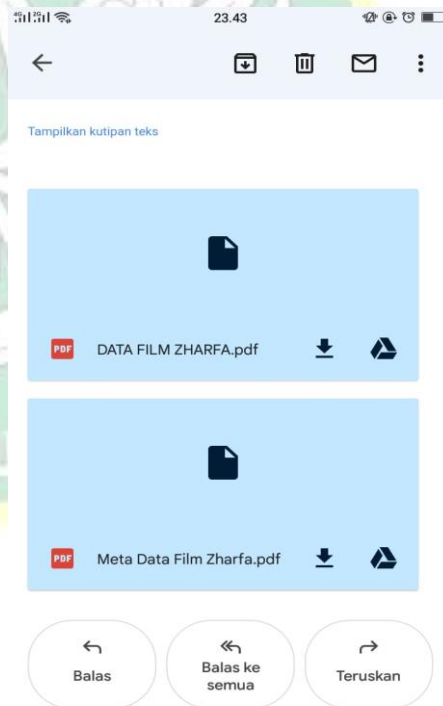 23.43
Tampilkan kutipan teks
PDF DATA FILM ZHARFA.pdf
PDF Meta Data Film Zharfa.pdf
Balas
Balas ke
semua
Teruskan